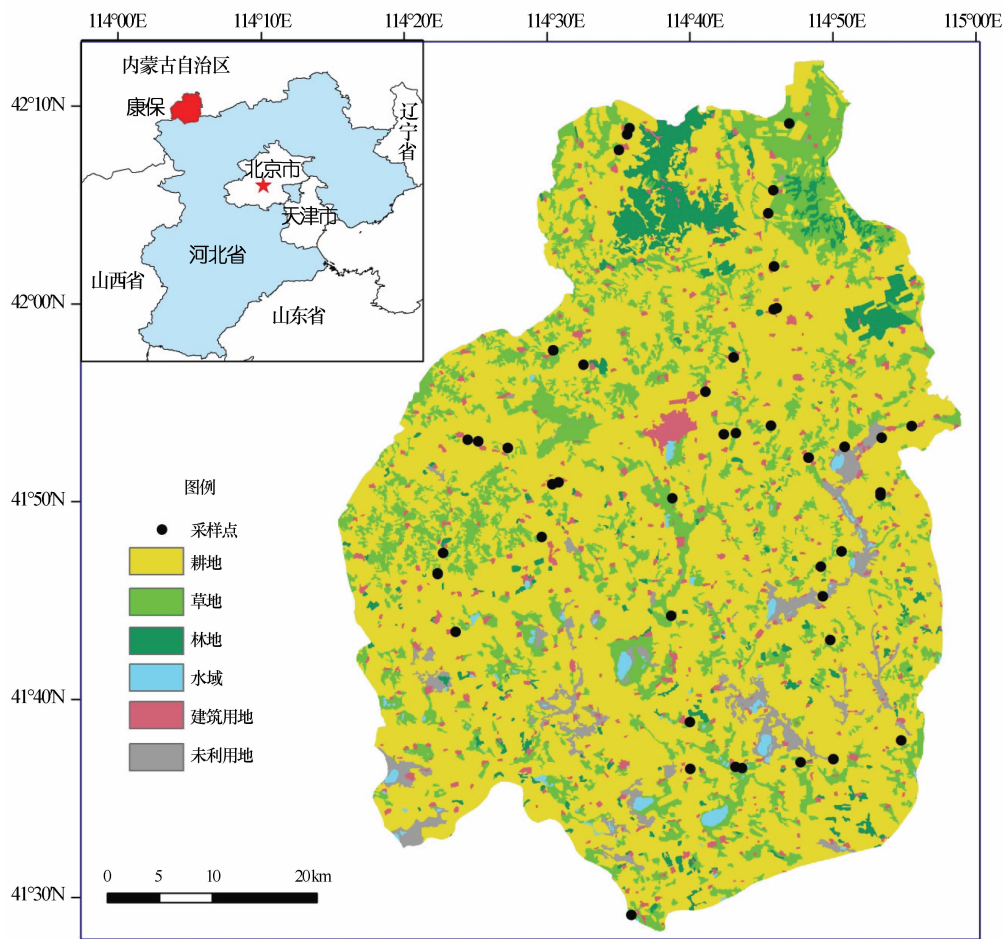 114°00′E 114°10′E 114°20′E 114°30′E 114°40′E 114°50′E 115°00′E
42°10′N
42°00′N
41°50′N
41°40′N
41°30′N
内蒙古自治区
康保
辽宁省
北京市
天津市
河北省
山西省
山东省
图例
采样点
耕地
草地
林地
水域
建筑用地
未利用地
0 5 10 20km